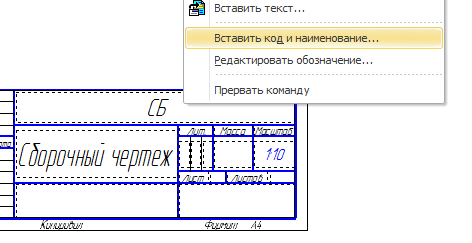 Вставить текст...
Вставить код и наименование...
Редактировать обозначение...
Прервать команду
СБ
Лит. Масса Масштаб
Сборочный чертеж
110
Лист Листов
Копировал Формат А4